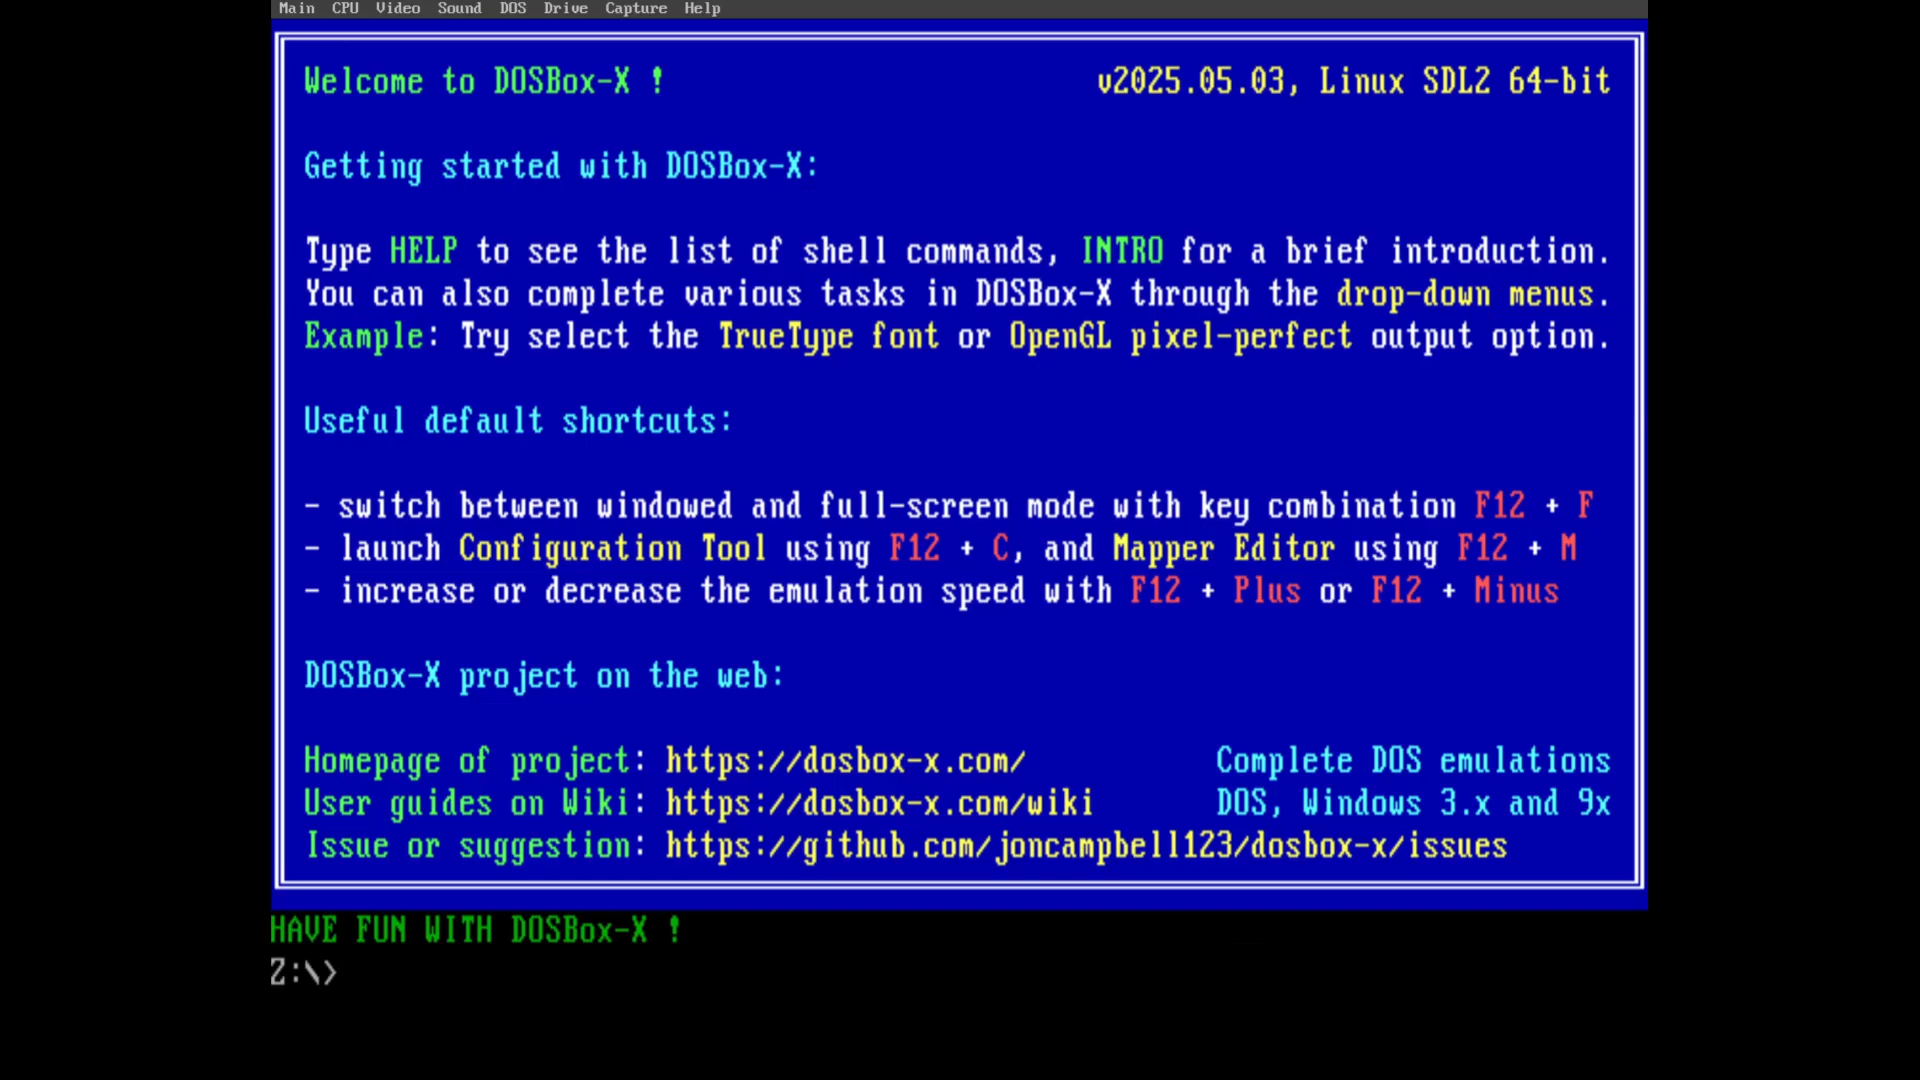 Main CPU Video Sound DOS Drive Capture Help
Welcome to DOSBox-X ! v2025.05.03, Linux SDL2 64-bit
Getting started with DOSBox-X:
Type HELP to see the list of shell commands, INTRO for a brief introduction.
You can also complete various tasks in DOSBox-X through the drop-down menus.
Example: Try select the TrueType font or OpenGL pixel-perfect output option.
Useful default shortcuts:
- switch between windowed and full-screen mode with key combination F12 + F
- launch Configuration Tool using F12 + C, and Mapper Editor using F12 + M
- increase or decrease the emulation speed with F12 + Plus or F12 + Minus
DOSBox-X project on the web:
Homepage of project: https://dosbox-x.com/ Complete DOS emulations
User guides on Wiki: https://dosbox-x.com/wiki DOS, Windows 3.x and 9x
Issue or suggestion: https://github.com/joncampbell123/dosbox-x/issues
HAVE FUN WITH DOSBox-X !
Z:\>